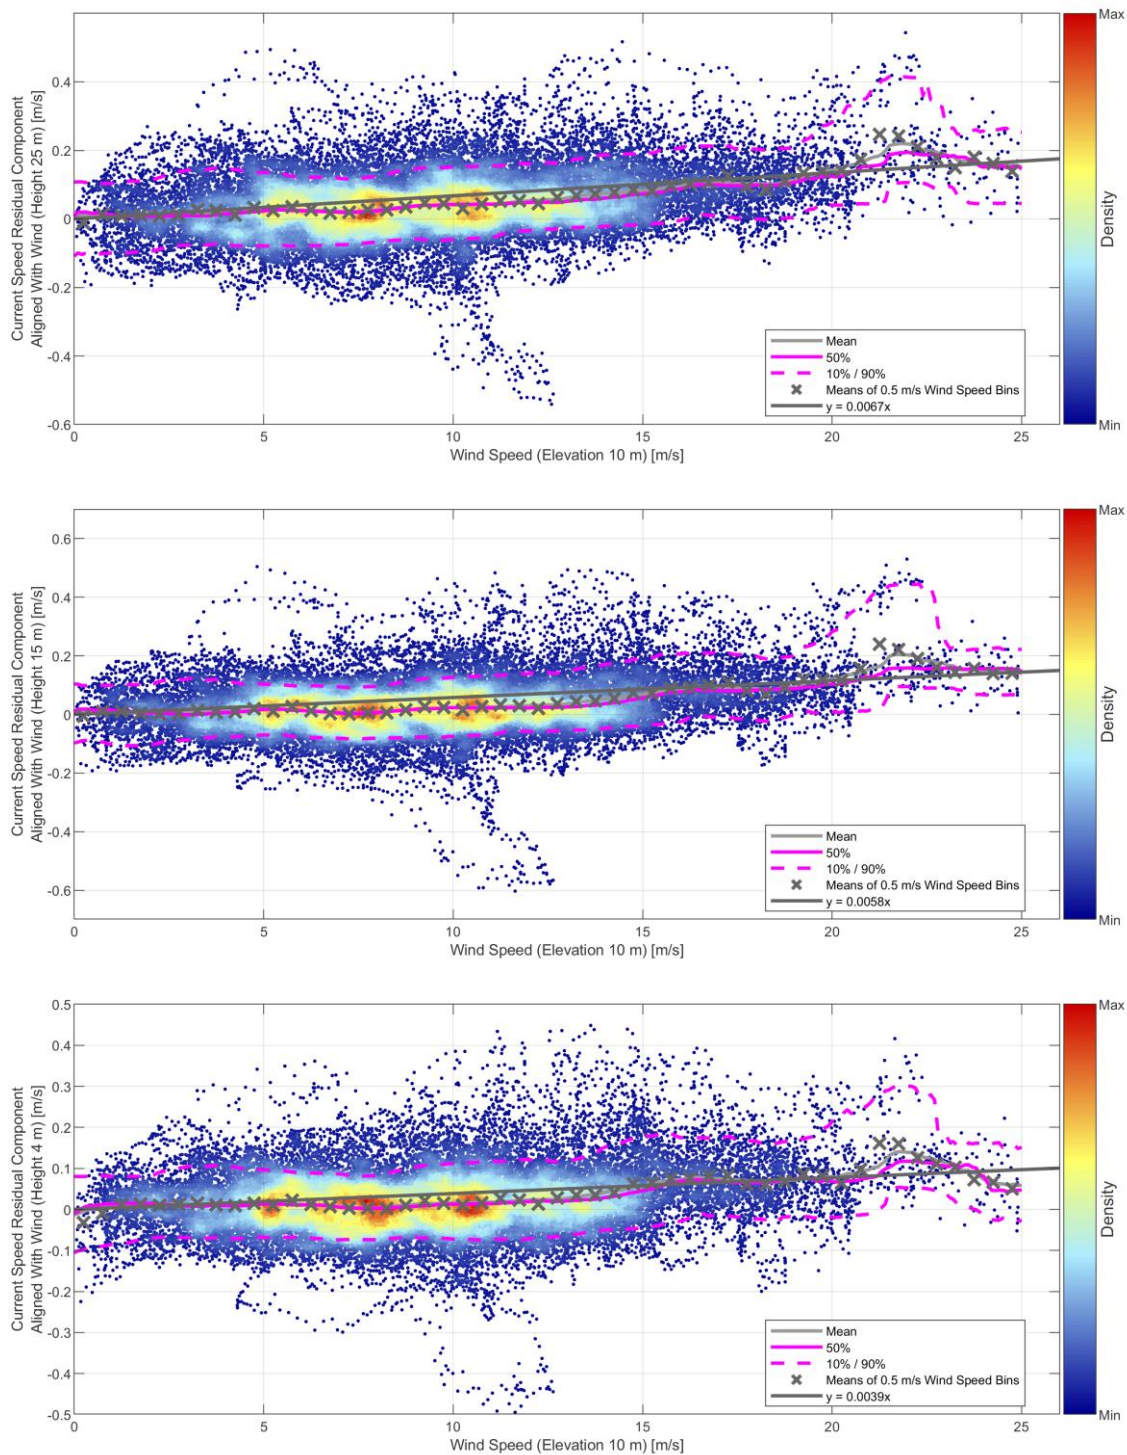 Max
0.4
0.2
0
-0.2
-0.4
-0.6
Current Speed Residual Component
Aligned With Wind (Height 25 m) [m/s]
Mean
50%
10% / 90%
Means of 0.5 m/s Wind Speed Bins
y = 0.0067x
Density
Min
0 5 10 15 20 25
Wind Speed (Elevation 10 m) [m/s]
Max
0.6
0.4
0.2
0
-0.2
-0.4
-0.6
Current Speed Residual Component
Aligned With Wind (Height 15 m) [m/s]
Mean
50%
10% / 90%
Means of 0.5 m/s Wind Speed Bins
y = 0.0058x
Density
Min
0 5 10 15 20 25
Wind Speed (Elevation 10 m) [m/s]
Max
0.5
0.4
0.3
0.2
0.1
0
-0.1
-0.2
-0.3
-0.4
-0.5
Current Speed Residual Component
Aligned With Wind (Height 4 m) [m/s]
Mean
50%
10% / 90%
Means of 0.5 m/s Wind Speed Bins
y = 0.0039x
Density
Min
0 5 10 15 20 25
Wind Speed (Elevation 10 m) [m/s]